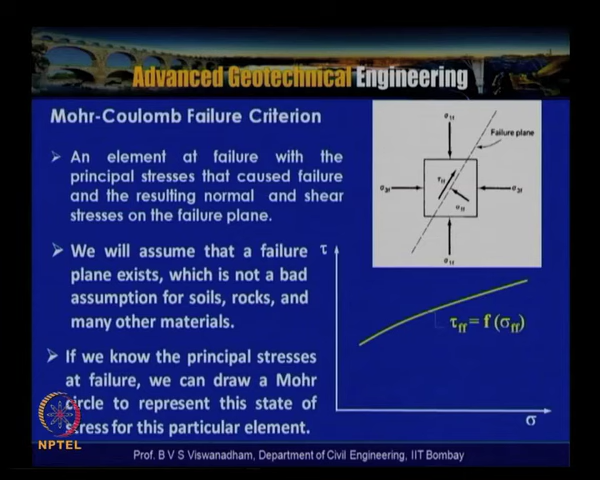 Advanced Geotechnical Engineering
Mohr-Coulomb Failure Criterion
➢ An element at failure with the
principal stresses that caused failure
and the resulting normal and shear
stresses on the failure plane.
➢ We will assume that a failure
plane exists, which is not a bad
assumption for soils, rocks, and
many other materials.
➢ If we know the principal stresses
at failure, we can draw a Mohr
circle to represent this state of
stress for this particular element.
σ1f
Failure plane
τff
σ3f
σ3f
σff
σ1f
τ
τff = f (σff)
σ
NPTEL
Prof. B V S Viswanadham, Department of Civil Engineering, IIT Bombay